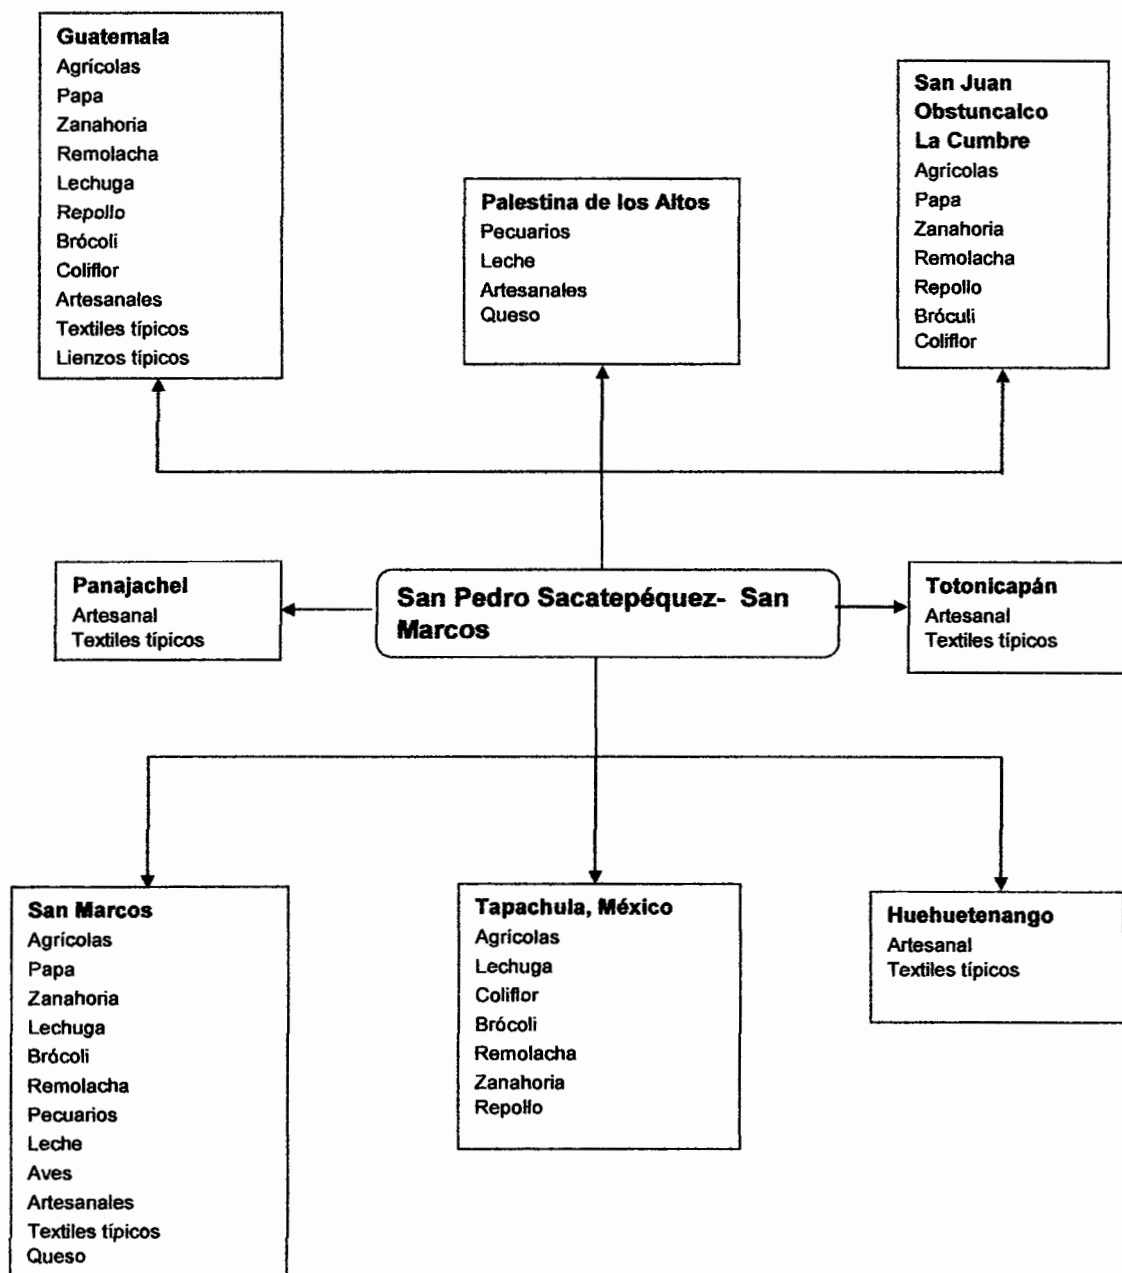 Guatemala
Agrícolas
Papa
Zanahoria
Remolacha
Lechuga
Repollo
Brócoli
Coliflor
Artesanales
Textiles típicos
Lienzos típicos
Palestina de los Altos
Pecuarios
Leche
Artesanales
Queso
San Juan
Obstuncalco
La Cumbre
Agrícolas
Papa
Zanahoria
Remolacha
Repollo
Bróculi
Coliflor
Panajachel
Artesanal
Textiles típicos
San Pedro Sacatepéquez- San
Marcos
Totonicapán
Artesanal
Textiles típicos
San Marcos
Agrícolas
Papa
Zanahoria
Lechuga
Brócoli
Remolacha
Pecuarios
Leche
Aves
Artesanales
Textiles típicos
Queso
Tapachula, México
Agrícolas
Lechuga
Coliflor
Brócoli
Remolacha
Zanahoria
Repollo
Huehuetenango
Artesanal
Textiles típicos